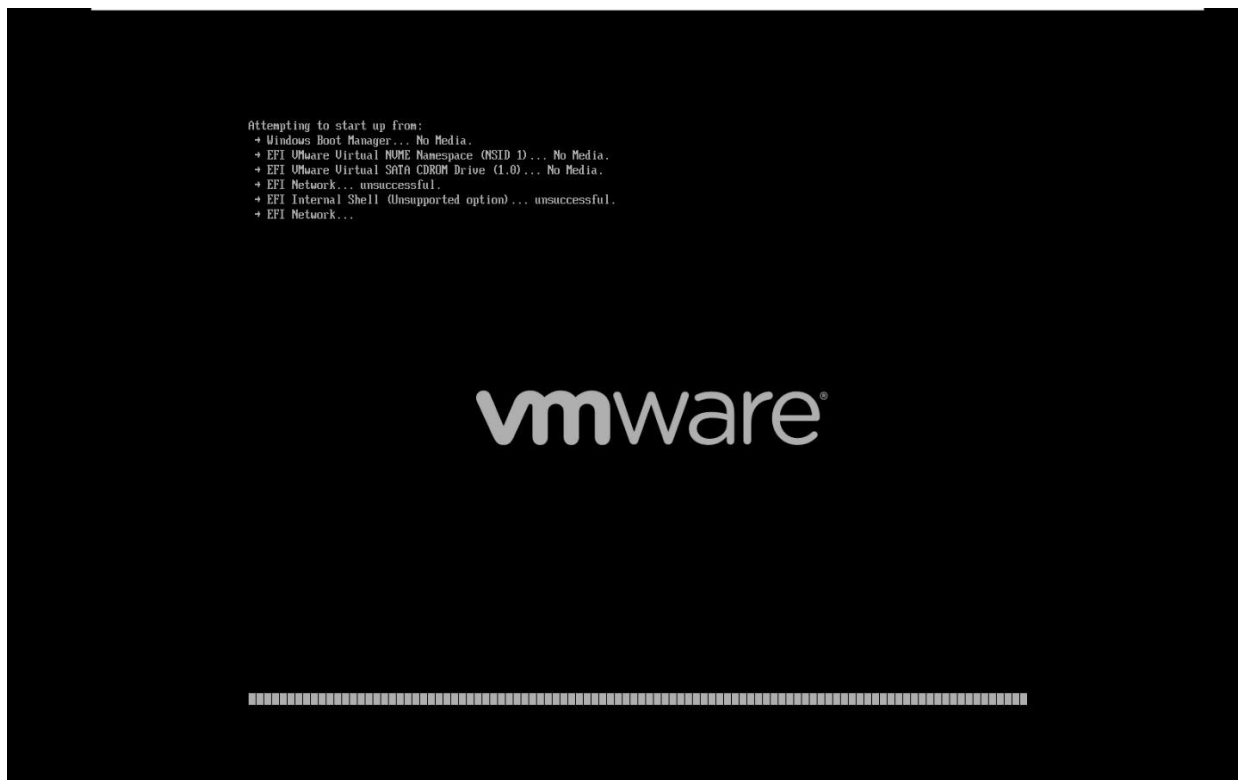 Attempting to start up from:
→ Windows Boot Manager... No Media.
→ EFI VMware Virtual NVME Namespace (NSID 1)... No Media.
→ EFI VMware Virtual SATA CDROM Drive (1.0)... No Media.
→ EFI Network... unsuccessful.
→ EFI Internal Shell (Unsupported option)... unsuccessful.
→ EFI Network...
vmware®